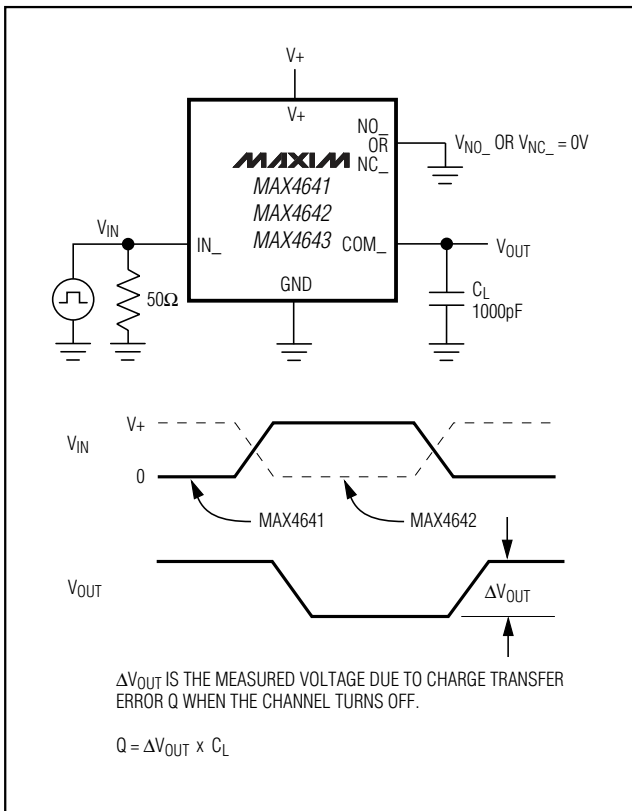 V+
V+
NO_
OR
NC_
V_NO_ OR V_NC_ = 0V
MAXIM
MAX4641
MAX4642
MAX4643
V_IN
IN_
COM_
V_OUT
50Ω
GND
C_L
1000pF
V+
V_IN
0
MAX4641
MAX4642
V_OUT
ΔV_OUT
ΔV_OUT IS THE MEASURED VOLTAGE DUE TO CHARGE TRANSFER
ERROR Q WHEN THE CHANNEL TURNS OFF.
Q = ΔV_OUT x C_L